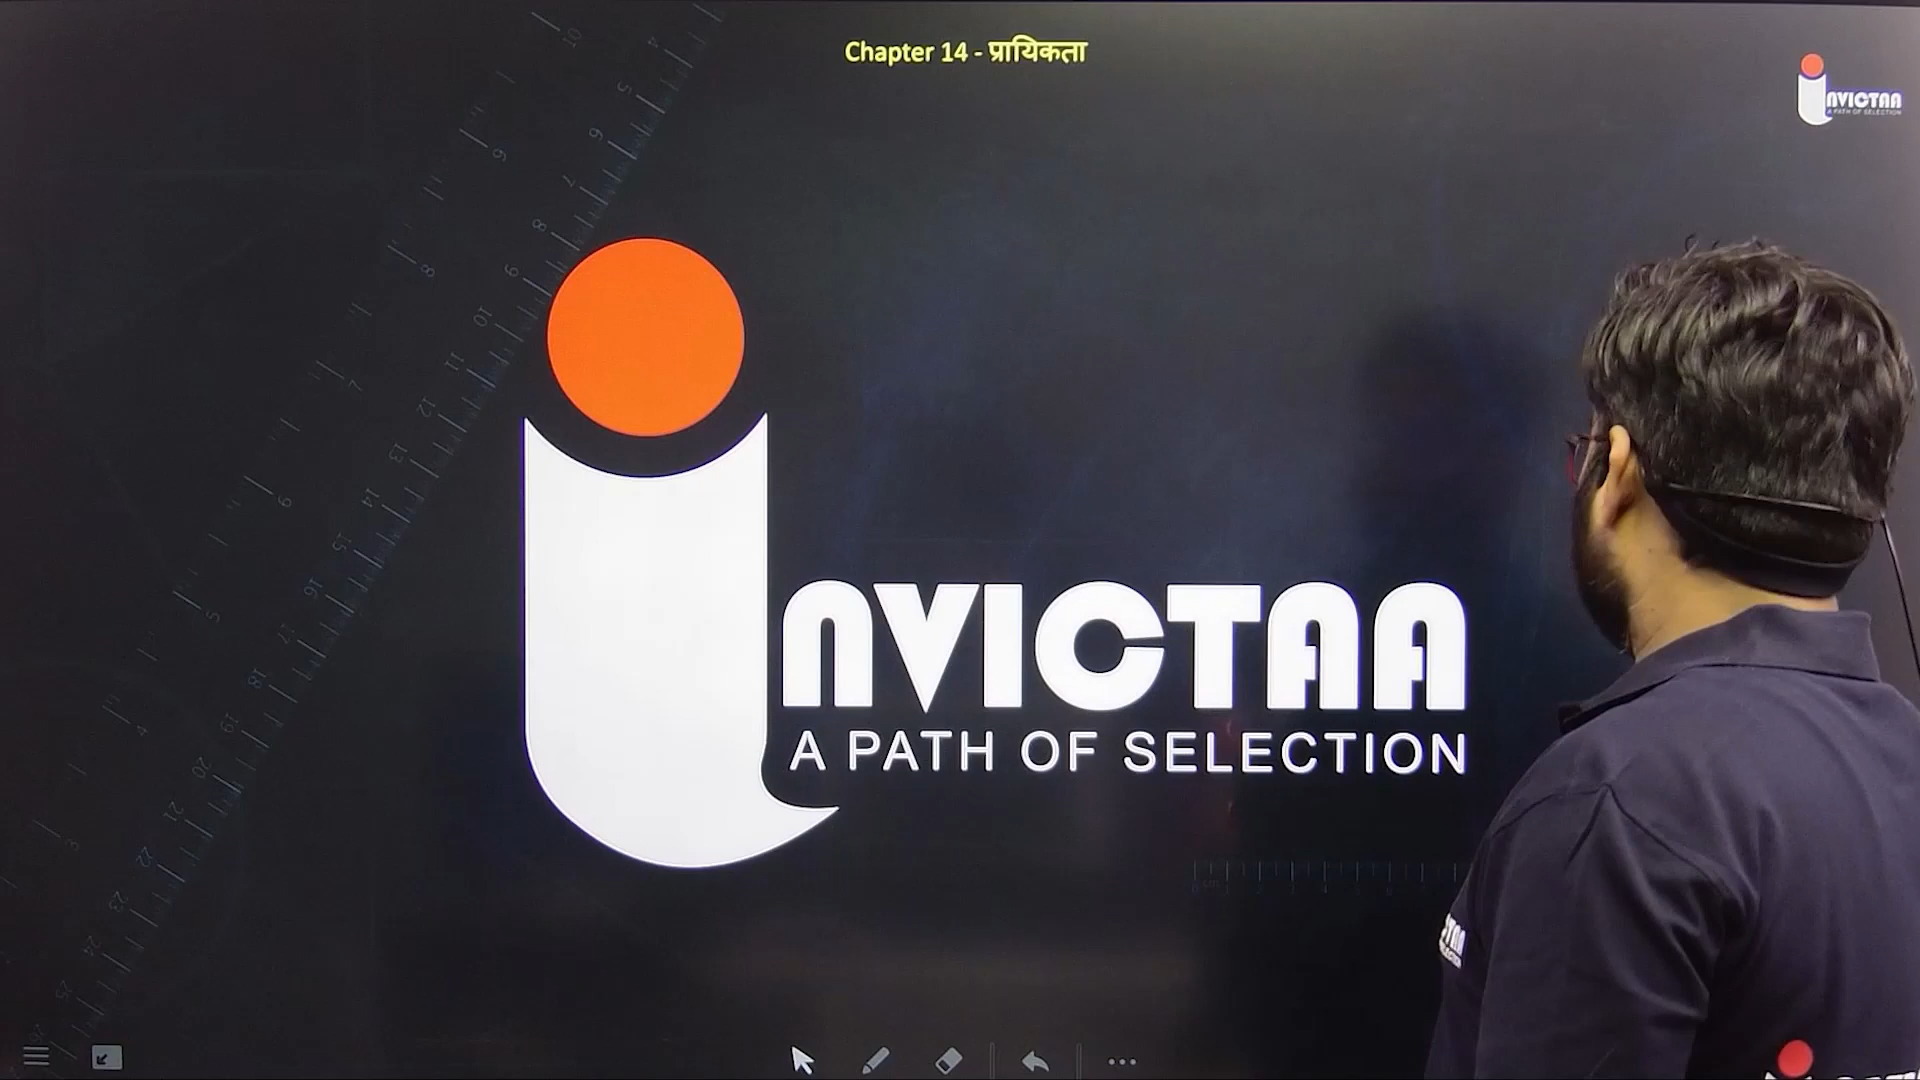 Chapter 14 - प्रायिकता
iNVICTAA
A PATH OF SELECTION
iNVICTAA
A PATH OF SELECTION